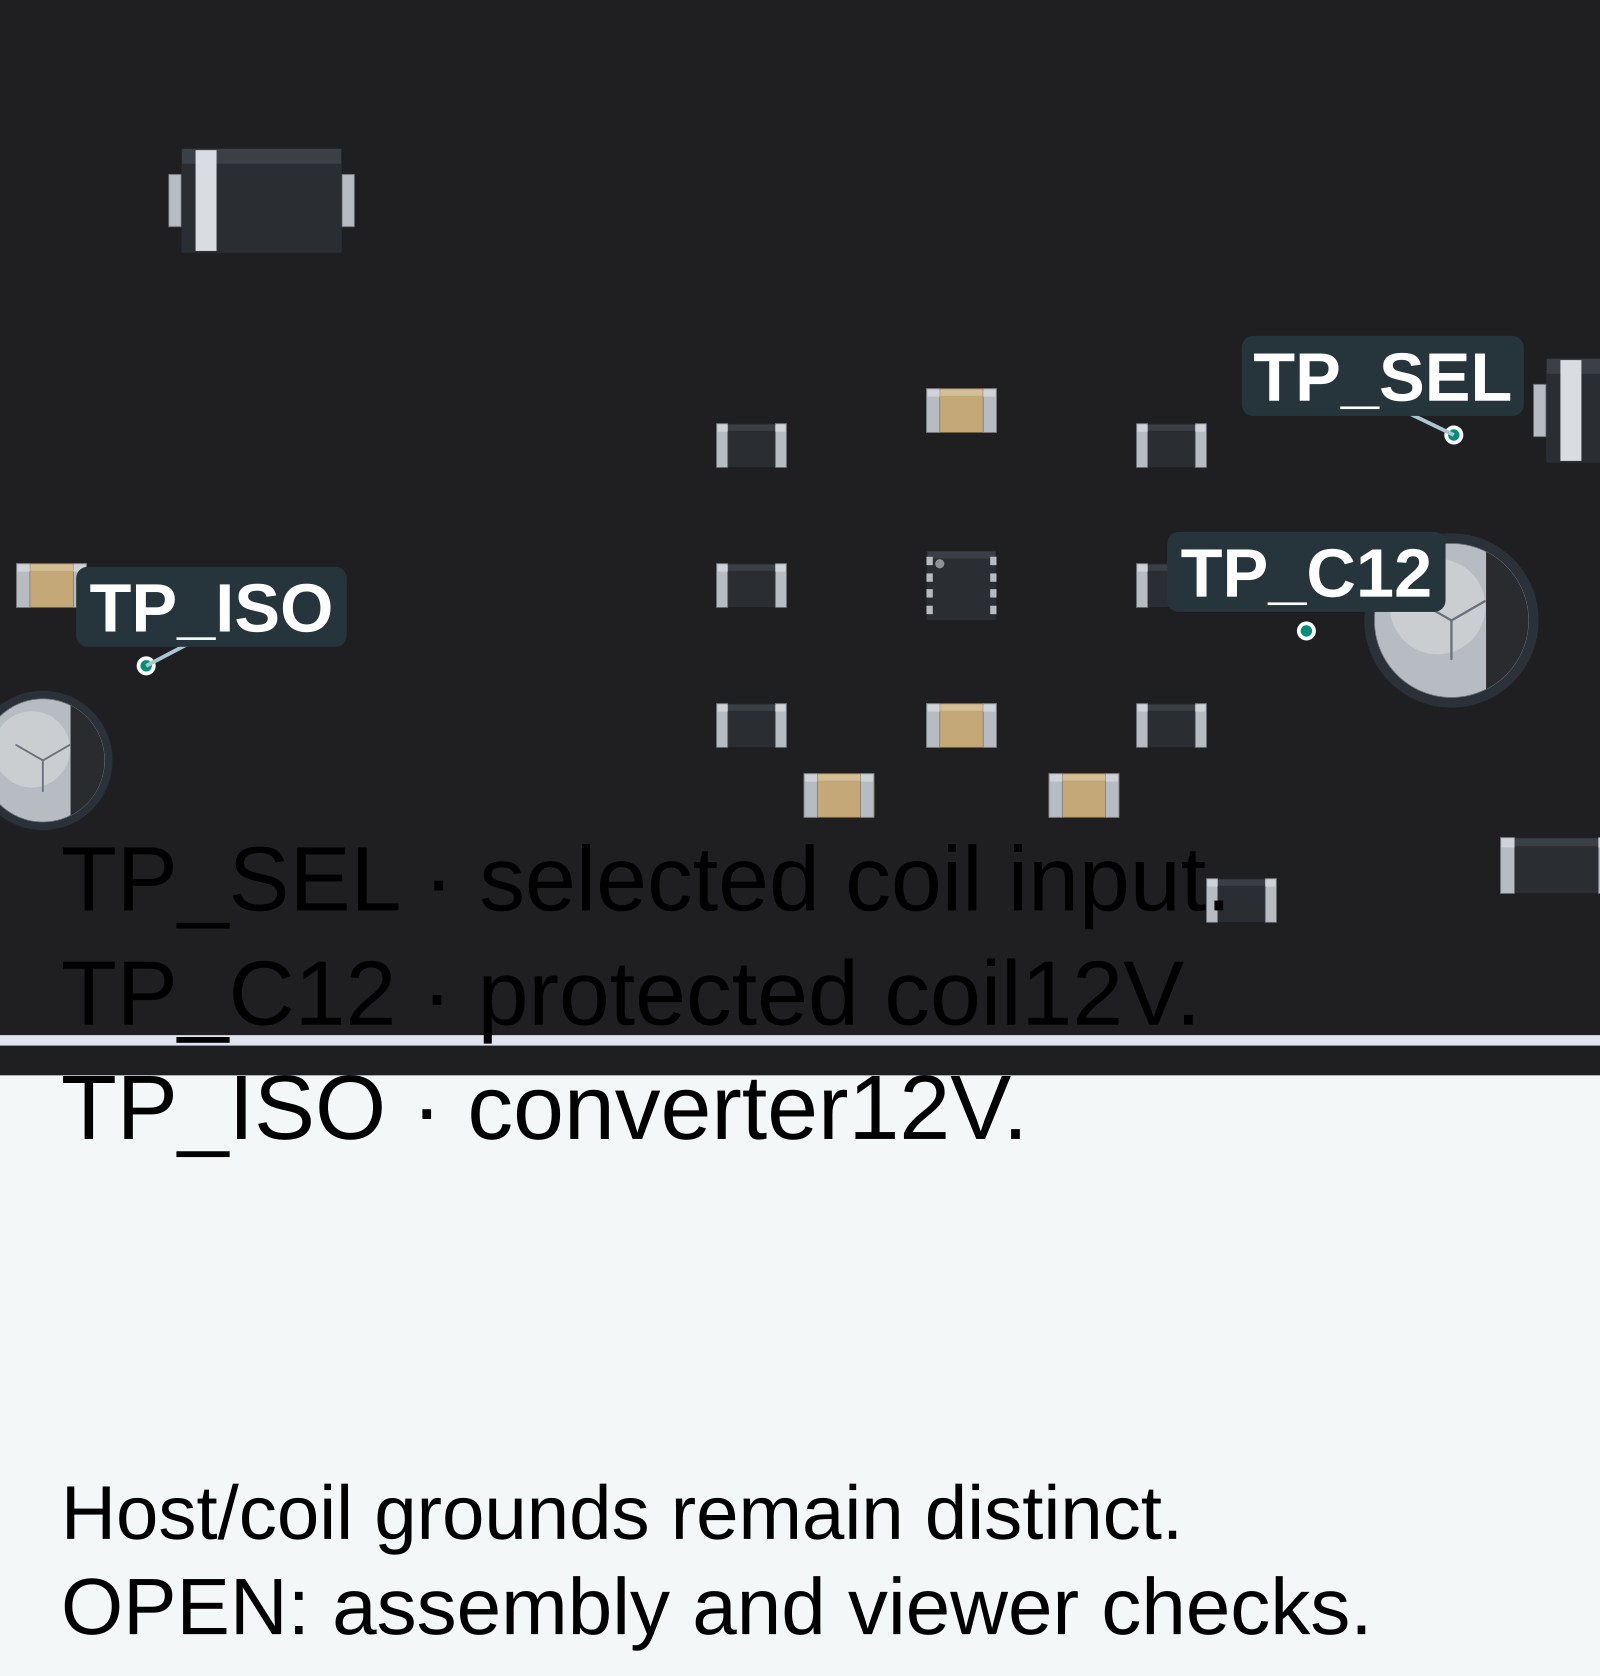 TP_SEL
TP_C12
TP_ISO
TP_SEL · selected coil input.
TP_C12 · protected coil12V.
TP_ISO · converter12V.
Host/coil grounds remain distinct.
OPEN: assembly and viewer checks.